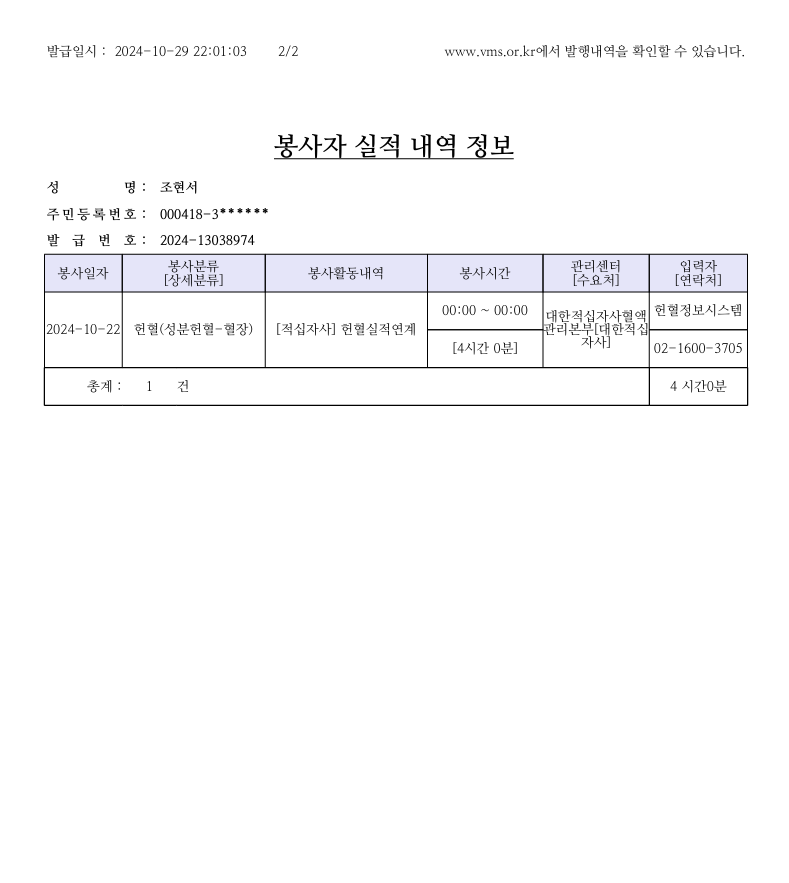 발급일시 : 2024-10-29 22:01:03 2/2 www.vms.or.kr에서 발행내역을 확인할 수 있습니다.
봉사자 실적 내역 정보
성 명 : 조현서
주민등록번호 : 000418-3******
발 급 번 호 : 2024-13038974
봉사일자 봉사분류 [상세분류] 봉사활동내역 봉사시간 관리센터 [수요처] 입력자 [연락처]
2024-10-22 헌혈(성분헌혈-혈장) [적십자사] 헌혈실적연계 00:00 ~ 00:00 [4시간 0분] 대한적십자사혈액관리본부[대한적십자사] 헌혈정보시스템 02-1600-3705
총계 : 1 건 4 시간0분